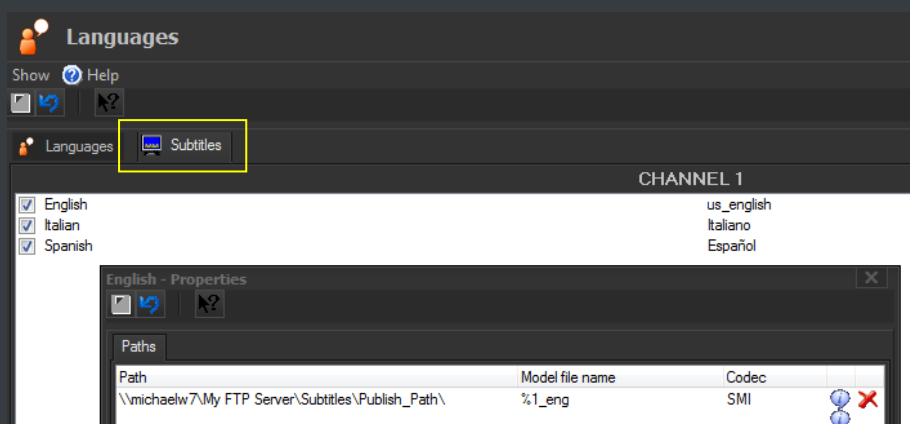 Languages
Show Help
Languages Subtitles
CHANNEL 1
English us_english
Italian Italiano
Spanish Español
English - Properties
Paths
Path Model file name Codec
\\michaelw7\My FTP Server\Subtitles\Publish_Path\ %1_eng SMI